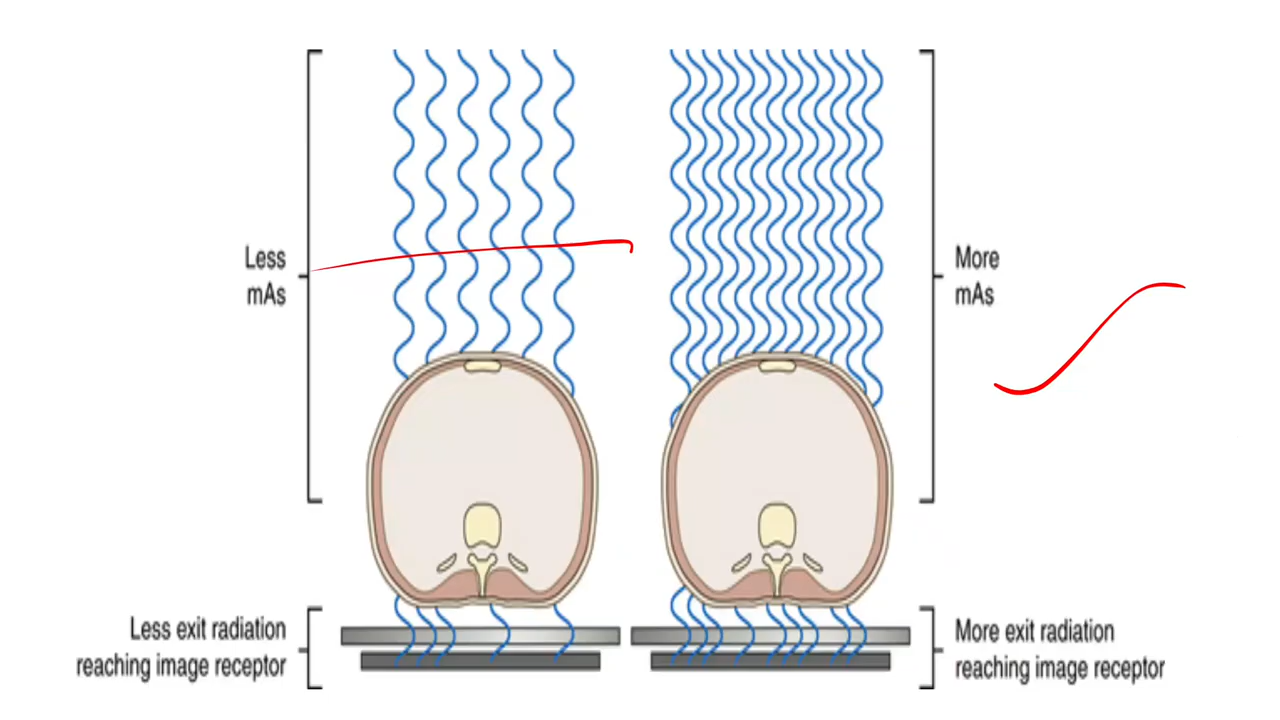 Less
mAs
More
mAs
Less exit radiation
reaching image receptor
More exit radiation
reaching image receptor